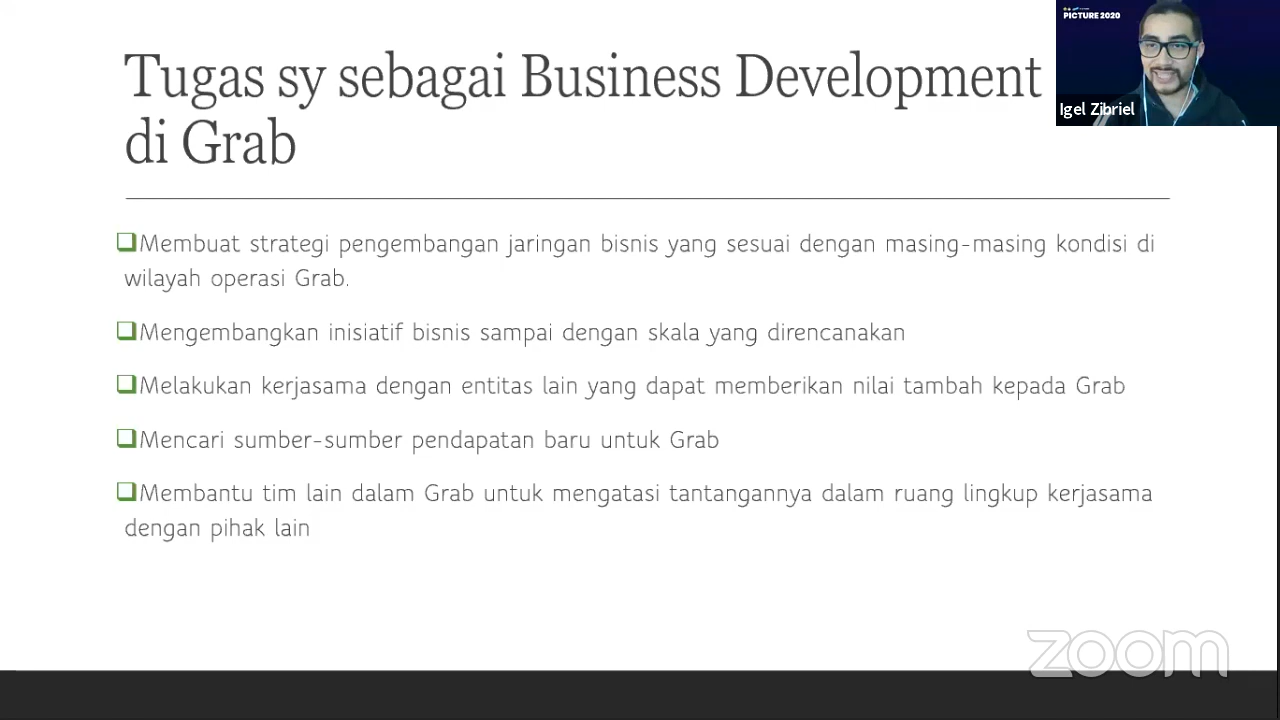 Tugas sy sebagai Business Development
di Grab
PICTURE 2020
Igel Zibriel
Membuat strategi pengembangan jaringan bisnis yang sesuai dengan masing-masing kondisi di
wilayah operasi Grab.
Mengembangkan inisiatif bisnis sampai dengan skala yang direncanakan
Melakukan kerjasama dengan entitas lain yang dapat memberikan nilai tambah kepada Grab
Mencari sumber-sumber pendapatan baru untuk Grab
Membantu tim lain dalam Grab untuk mengatasi tantangannya dalam ruang lingkup kerjasama
dengan pihak lain
zoom